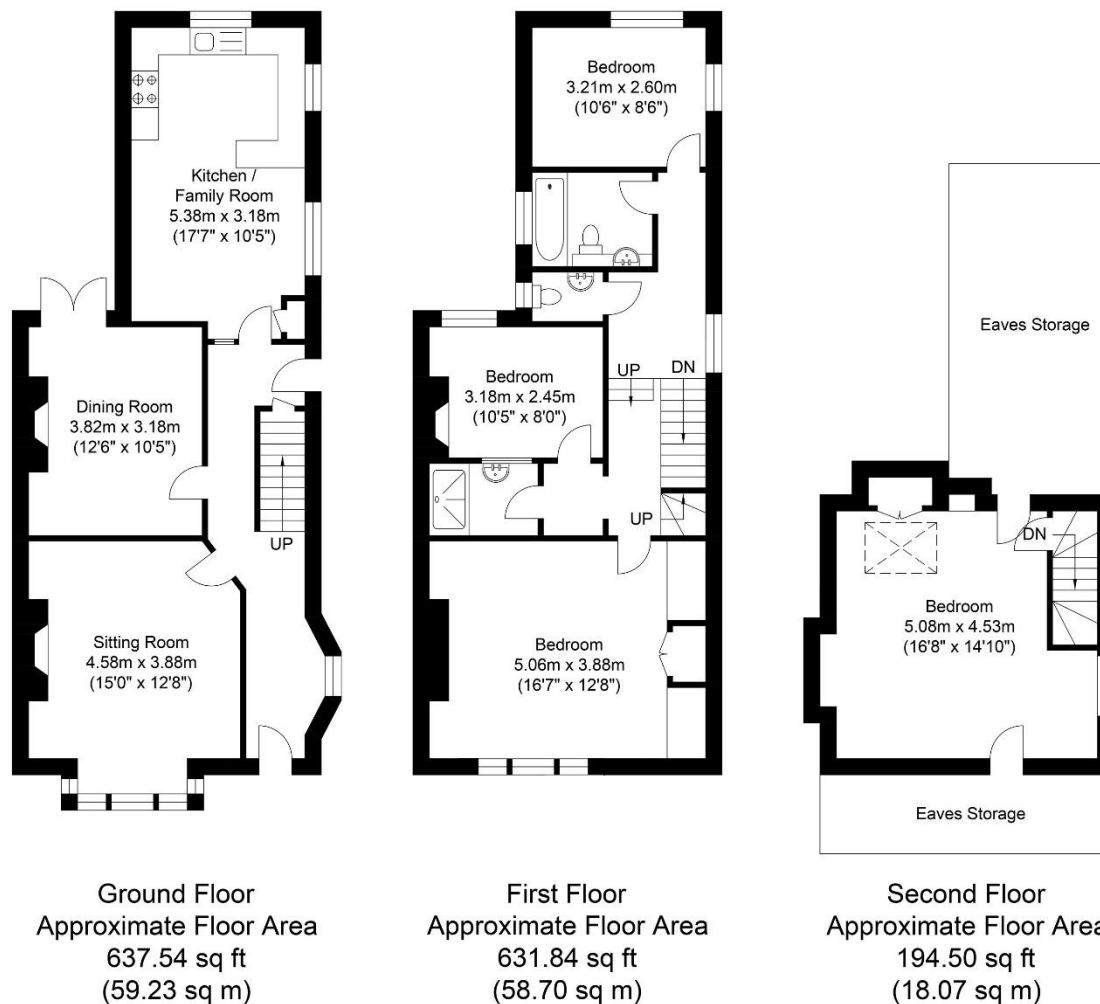 Kitchen /
Family Room
5.38m x 3.18m
(17'7" x 10'5")
Dining Room
3.82m x 3.18m
(12'6" x 10'5")
UP
Sitting Room
4.58m x 3.88m
(15'0" x 12'8")
Ground Floor
Approximate Floor Area
637.54 sq ft
(59.23 sq m)
Bedroom
3.21m x 2.60m
(10'6" x 8'6")
UP
DN
Bedroom
3.18m x 2.45m
(10'5" x 8'0")
UP
Bedroom
5.06m x 3.88m
(16'7" x 12'8")
First Floor
Approximate Floor Area
631.84 sq ft
(58.70 sq m)
Eaves Storage
DN
Bedroom
5.08m x 4.53m
(16'8" x 14'10")
Eaves Storage
Second Floor
Approximate Floor Area
194.50 sq ft
(18.07 sq m)